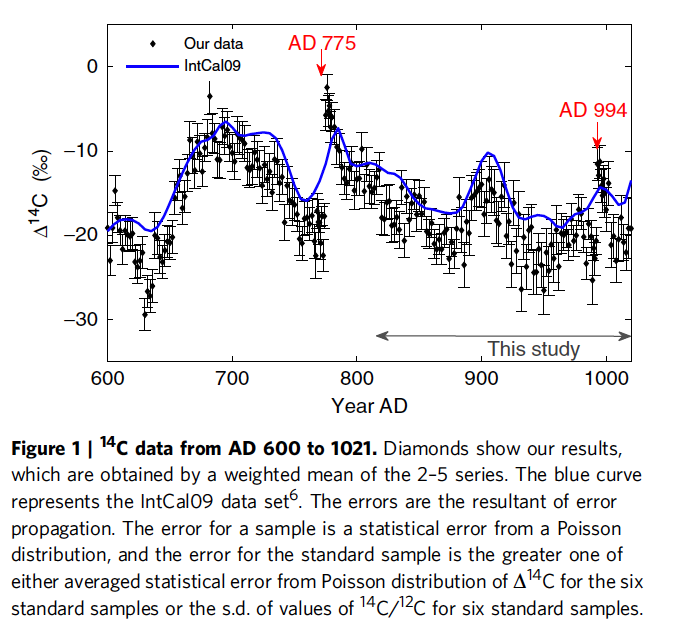 Our data
IntCal09
AD 775
AD 994
0
−10
−20
−30
Δ¹⁴C (‰)
This study
600
700
800
900
1000
Year AD
Figure 1 | ¹⁴C data from AD 600 to 1021. Diamonds show our results,
which are obtained by a weighted mean of the 2–5 series. The blue curve
represents the IntCal09 data set⁶. The errors are the resultant of error
propagation. The error for a sample is a statistical error from a Poisson
distribution, and the error for the standard sample is the greater one of
either averaged statistical error from Poisson distribution of Δ¹⁴C for the six
standard samples or the s.d. of values of ¹⁴C/¹²C for six standard samples.